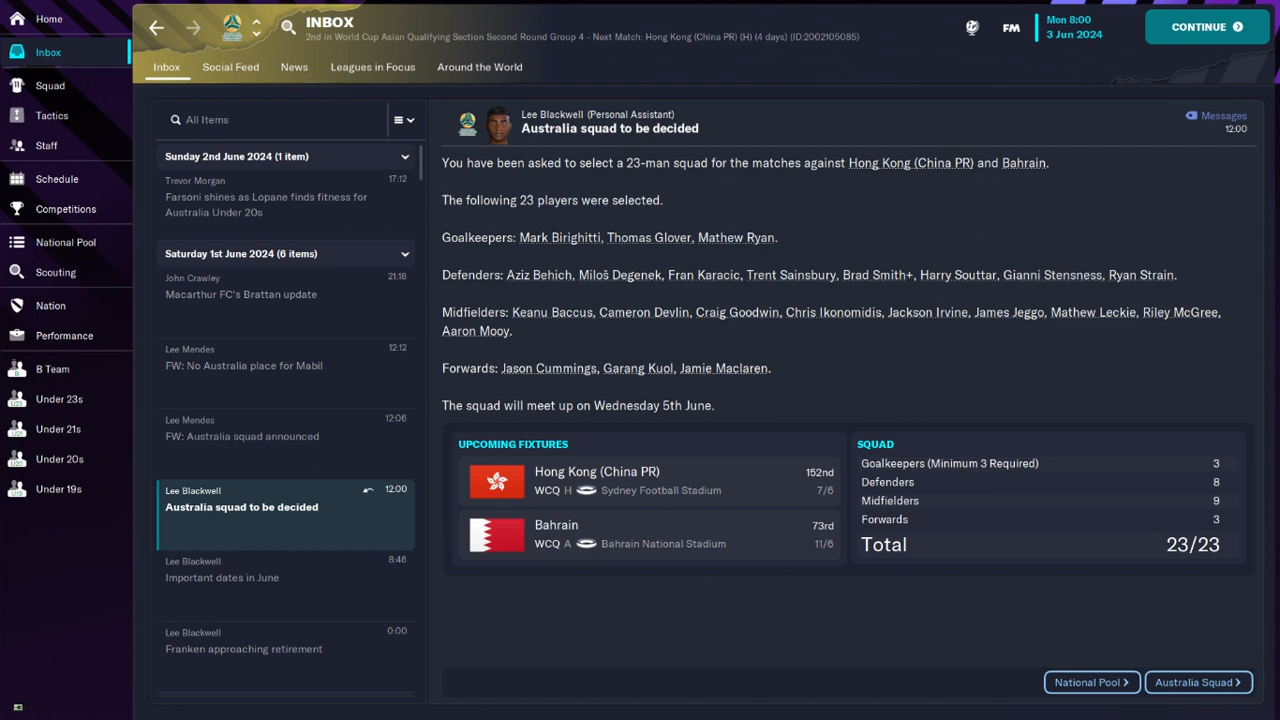 Home
Inbox
Squad
Tactics
Staff
Schedule
Competitions
National Pool
Scouting
Nation
Performance
B Team
Under 23s
Under 21s
Under 20s
Under 19s
INBOX
2nd in World Cup Asian Qualifying Section Second Round Group 4 - Next Match: Hong Kong (China PR) (H) (4 days) (ID:2002105085)
FM
Mon 8:00
3 Jun 2024
CONTINUE
Inbox
Social Feed
News
Leagues in Focus
Around the World
All Items
Sunday 2nd June 2024 (1 item)
Trevor Morgan 17:12
Farsoni shines as Lopane finds fitness for
Australia Under 20s
Saturday 1st June 2024 (6 items)
John Crawley 21:18
Macarthur FC's Brattan update
Lee Mendes 12:12
FW: No Australia place for Mabil
Lee Mendes 12:06
FW: Australia squad announced
Lee Blackwell 12:00
Australia squad to be decided
Lee Blackwell 8:46
Important dates in June
Lee Blackwell 0:00
Franken approaching retirement
Lee Blackwell (Personal Assistant)
Australia squad to be decided
Messages
12:00
You have been asked to select a 23-man squad for the matches against Hong Kong (China PR) and Bahrain.
The following 23 players were selected.
Goalkeepers: Mark Birighitti, Thomas Glover, Mathew Ryan.
Defenders: Aziz Behich, Miloš Degenek, Fran Karacic, Trent Sainsbury, Brad Smith+, Harry Souttar, Gianni Stensness, Ryan Strain.
Midfielders: Keanu Baccus, Cameron Devlin, Craig Goodwin, Chris Ikonomidis, Jackson Irvine, James Jeggo, Mathew Leckie, Riley McGree,
Aaron Mooy.
Forwards: Jason Cummings, Garang Kuol, Jamie Maclaren.
The squad will meet up on Wednesday 5th June.
UPCOMING FIXTURES
Hong Kong (China PR) 152nd
WCQ H Sydney Football Stadium 7/6
Bahrain 73rd
WCQ A Bahrain National Stadium 11/6
SQUAD
Goalkeepers (Minimum 3 Required) 3
Defenders 8
Midfielders 9
Forwards 3
Total 23/23
National Pool
Australia Squad